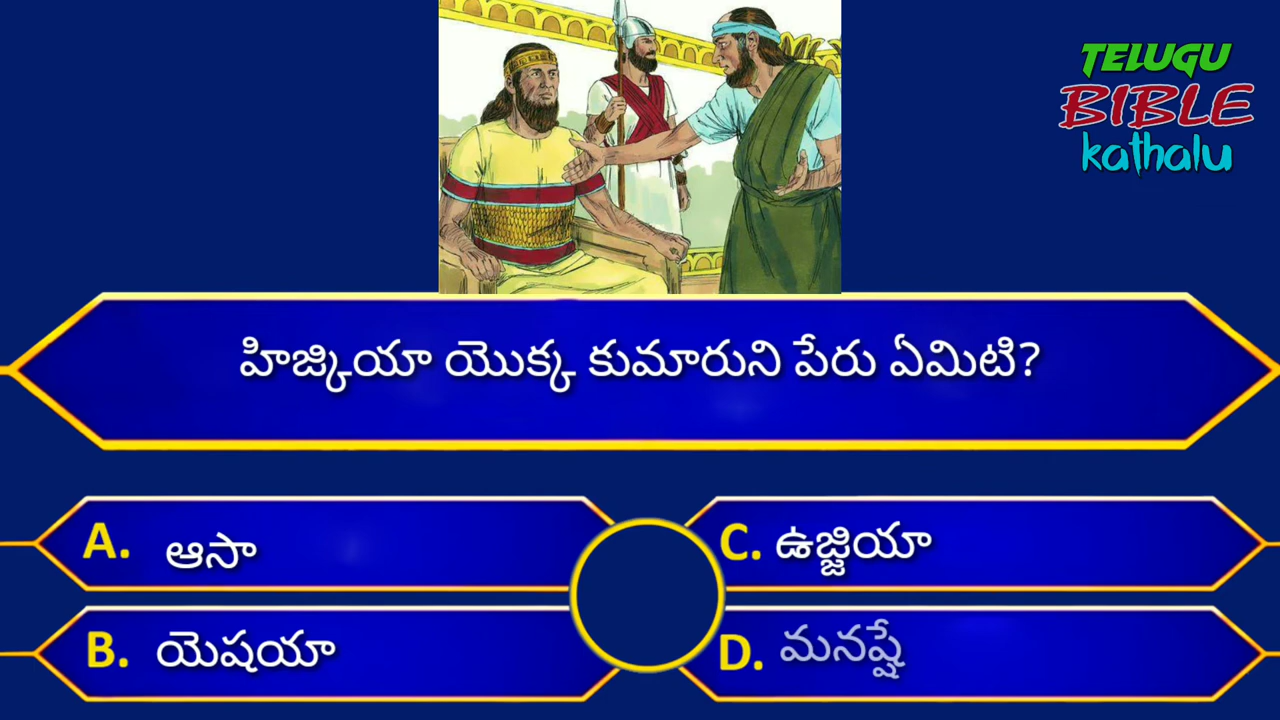 TELUGU
BIBLE
kathalu
హిజ్కియా యొక్క కుమారుని పేరు ఏమిటి?
A. ఆసా
C. ఉజ్జియా
B. యెషయా
D. మనష్షే